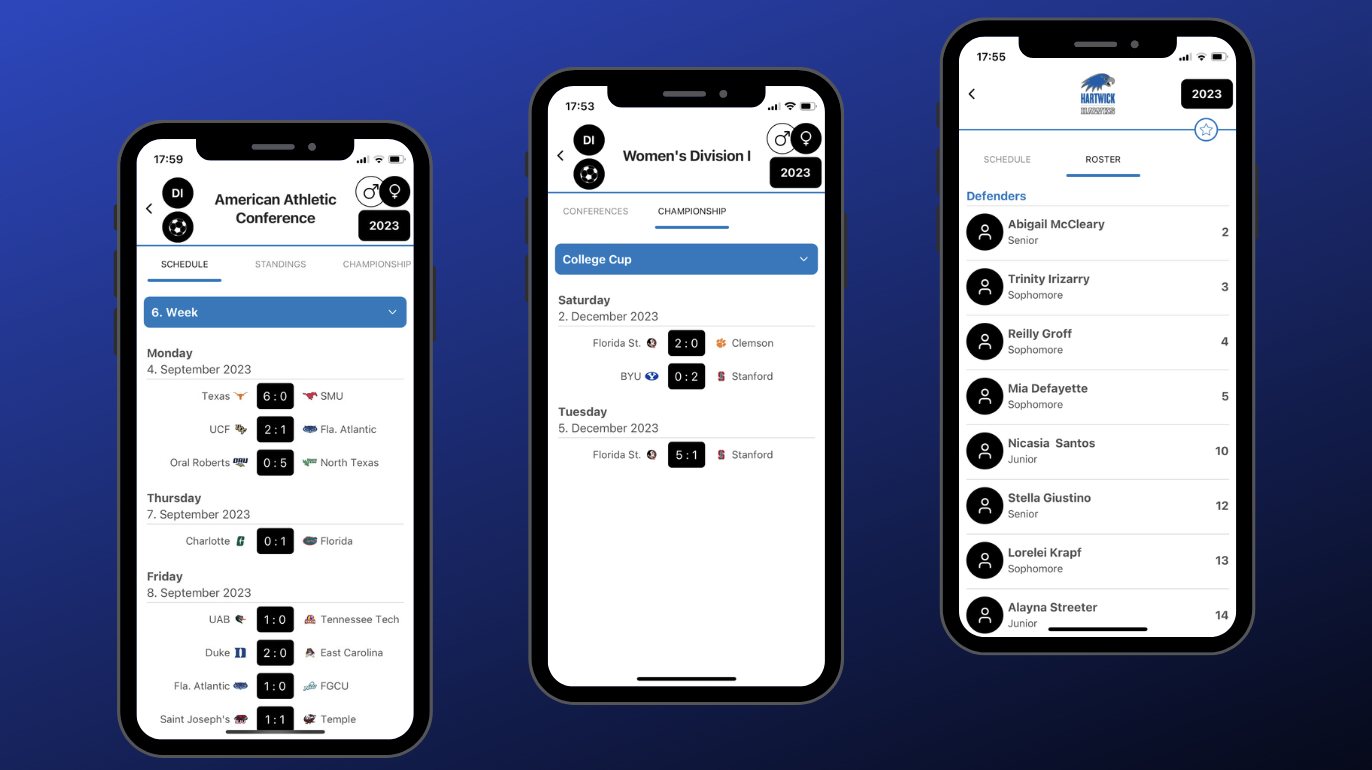 17:59
DI
American Athletic
Conference
2023
SCHEDULE
STANDINGS
CHAMPIONSHIP
6. Week
Monday
4. September 2023
Texas 6 : 0 SMU
UCF 2 : 1 Fla. Atlantic
Oral Roberts ORU 0 : 5 North Texas
Thursday
7. September 2023
Charlotte 0 : 1 Florida
Friday
8. September 2023
UAB 1 : 0 Tennessee Tech
Duke D 2 : 0 East Carolina
Fla. Atlantic 1 : 0 FGCU
Saint Joseph's 1 : 1 Temple
17:53
DI
Women's Division I
2023
CONFERENCES
CHAMPIONSHIP
College Cup
Saturday
2. December 2023
Florida St. 2 : 0 Clemson
BYU 0 : 2 S Stanford
Tuesday
5. December 2023
Florida St. 5 : 1 S Stanford
17:55
HARTWICK
HAWKS
2023
SCHEDULE
ROSTER
Defenders
Abigail McCleary
Senior
2
Trinity Irizarry
Sophomore
3
Reilly Groff
Sophomore
4
Mia Defayette
Sophomore
5
Nicasia  Santos
Junior
10
Stella Giustino
Senior
12
Lorelei Krapf
Sophomore
13
Alayna Streeter
Junior
14